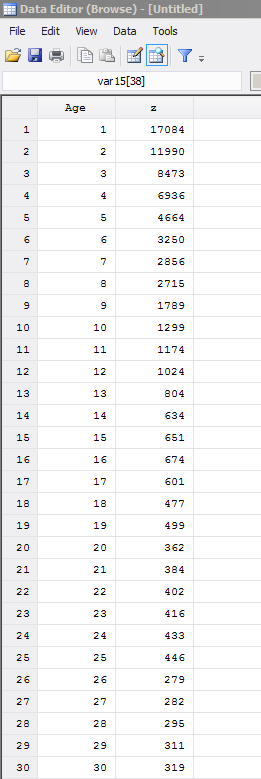 Data Editor (Browse) - [Untitled]
File Edit View Data Tools
var15[38]
Age z
1 1 17084
2 2 11990
3 3 8473
4 4 6936
5 5 4664
6 6 3250
7 7 2856
8 8 2715
9 9 1789
10 10 1299
11 11 1174
12 12 1024
13 13 804
14 14 634
15 15 651
16 16 674
17 17 601
18 18 477
19 19 499
20 20 362
21 21 384
22 22 402
23 23 416
24 24 433
25 25 446
26 26 279
27 27 282
28 28 295
29 29 311
30 30 319